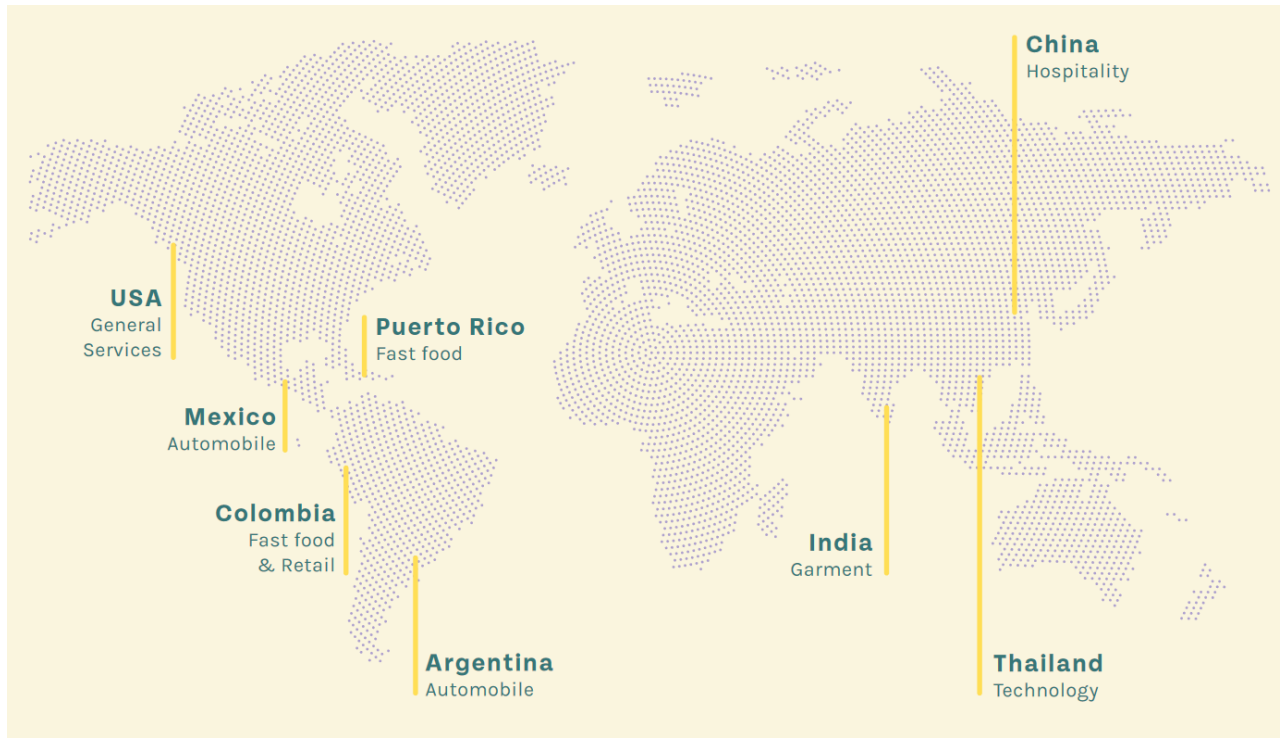 China
Hospitality
USA
General
Services
Puerto Rico
Fast food
Mexico
Automobile
Colombia
Fast food
& Retail
India
Garment
Argentina
Automobile
Thailand
Technology